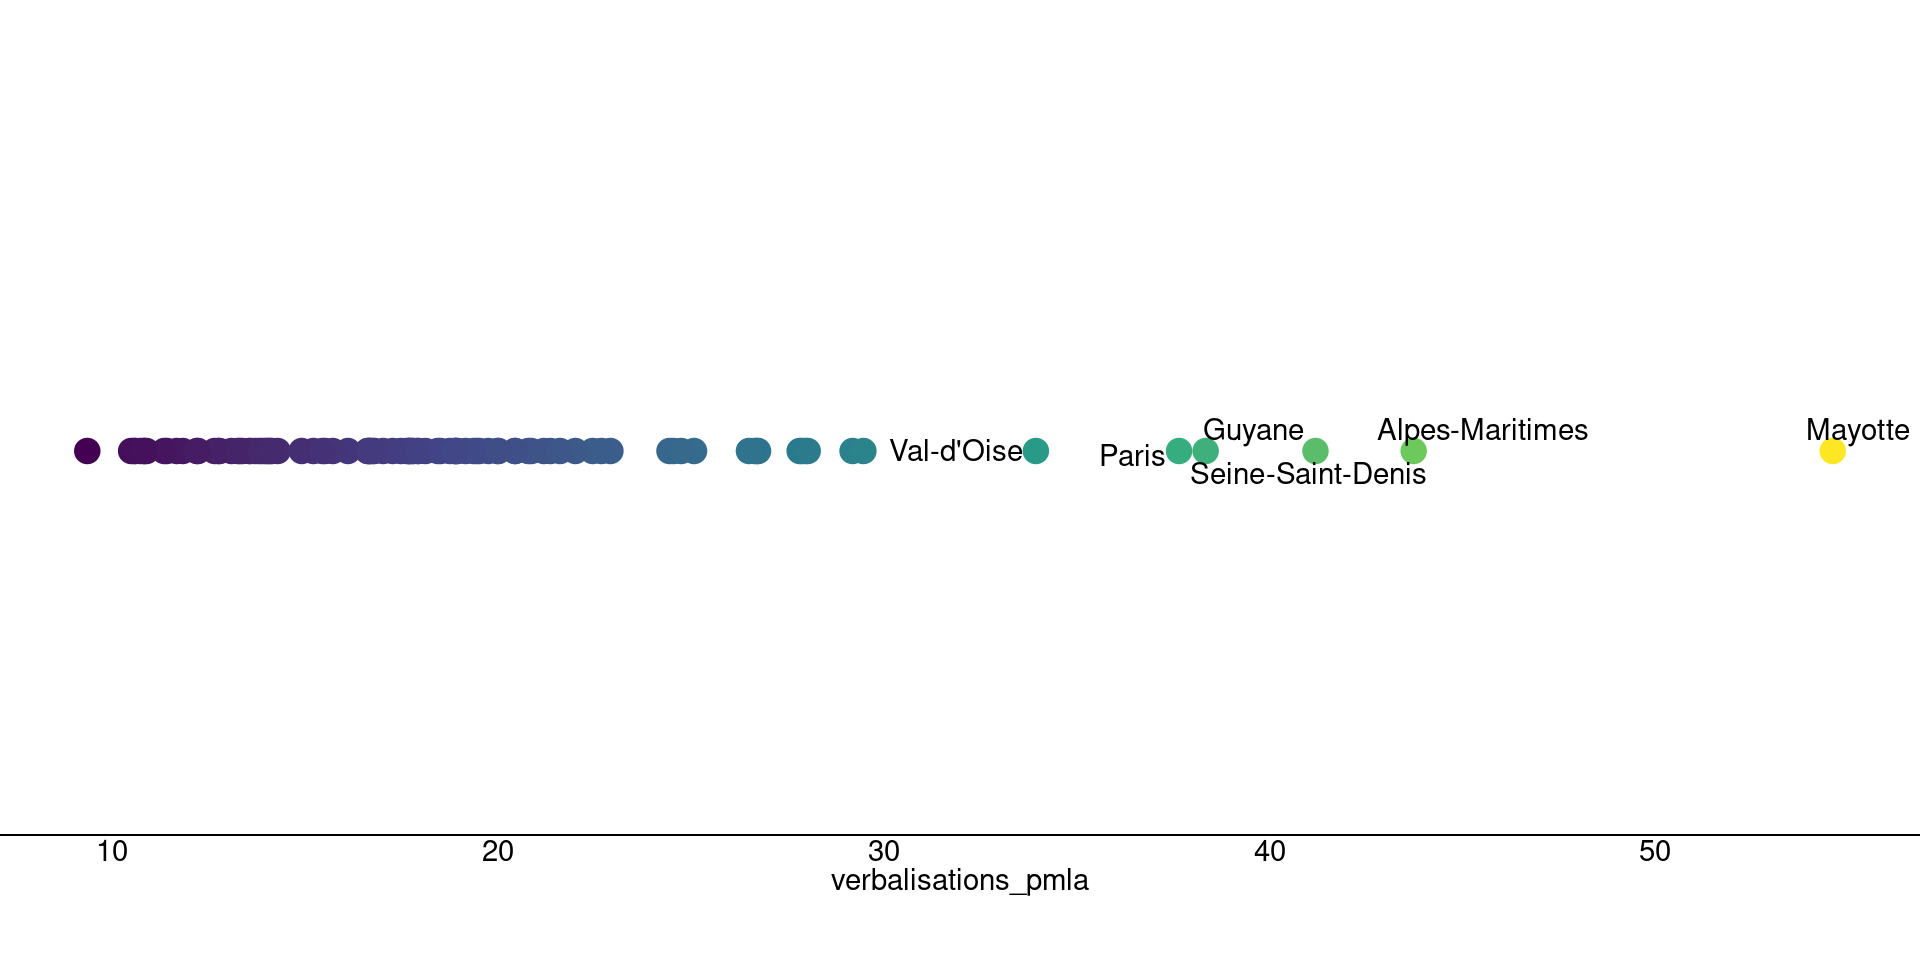 Guyane
Alpes-Maritimes
Mayotte
Val-d'Oise
Paris
Seine-Saint-Denis
10
20
30
40
50
verbalisations_pmla